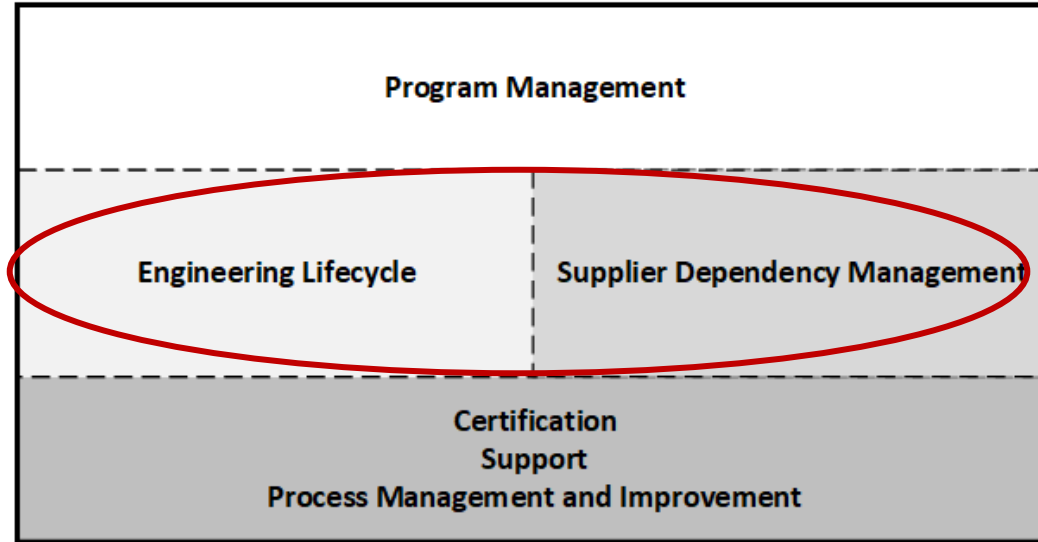 Program Management
Engineering Lifecycle
Supplier Dependency Management
Certification
Support
Process Management and Improvement